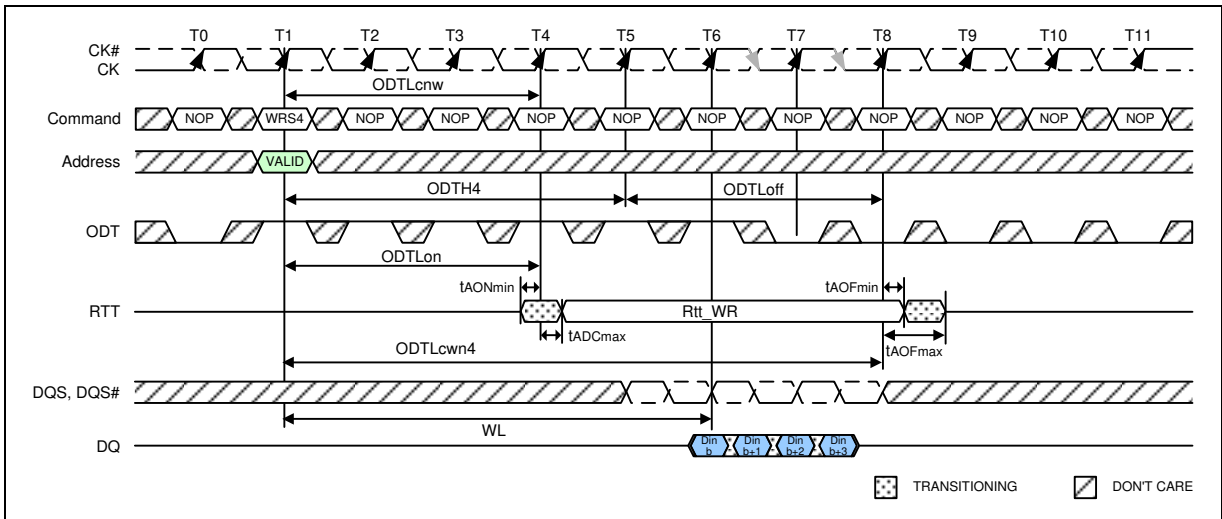 T0 T1 T2 T3 T4 T5 T6 T7 T8 T9 T10 T11
CK#
CK
ODTLcnw
Command NOP WRS4 NOP NOP NOP NOP NOP NOP NOP NOP NOP NOP
Address VALID
ODTH4 ODTLoff
ODT
ODTLon
tAONmin tAOFmin
RTT Rtt_WR
tADCmax
tAOFmax
ODTLcwn4
DQS, DQS#
WL
DQ Din b Din b+1 Din b+2 Din b+3
TRANSITIONING DON'T CARE